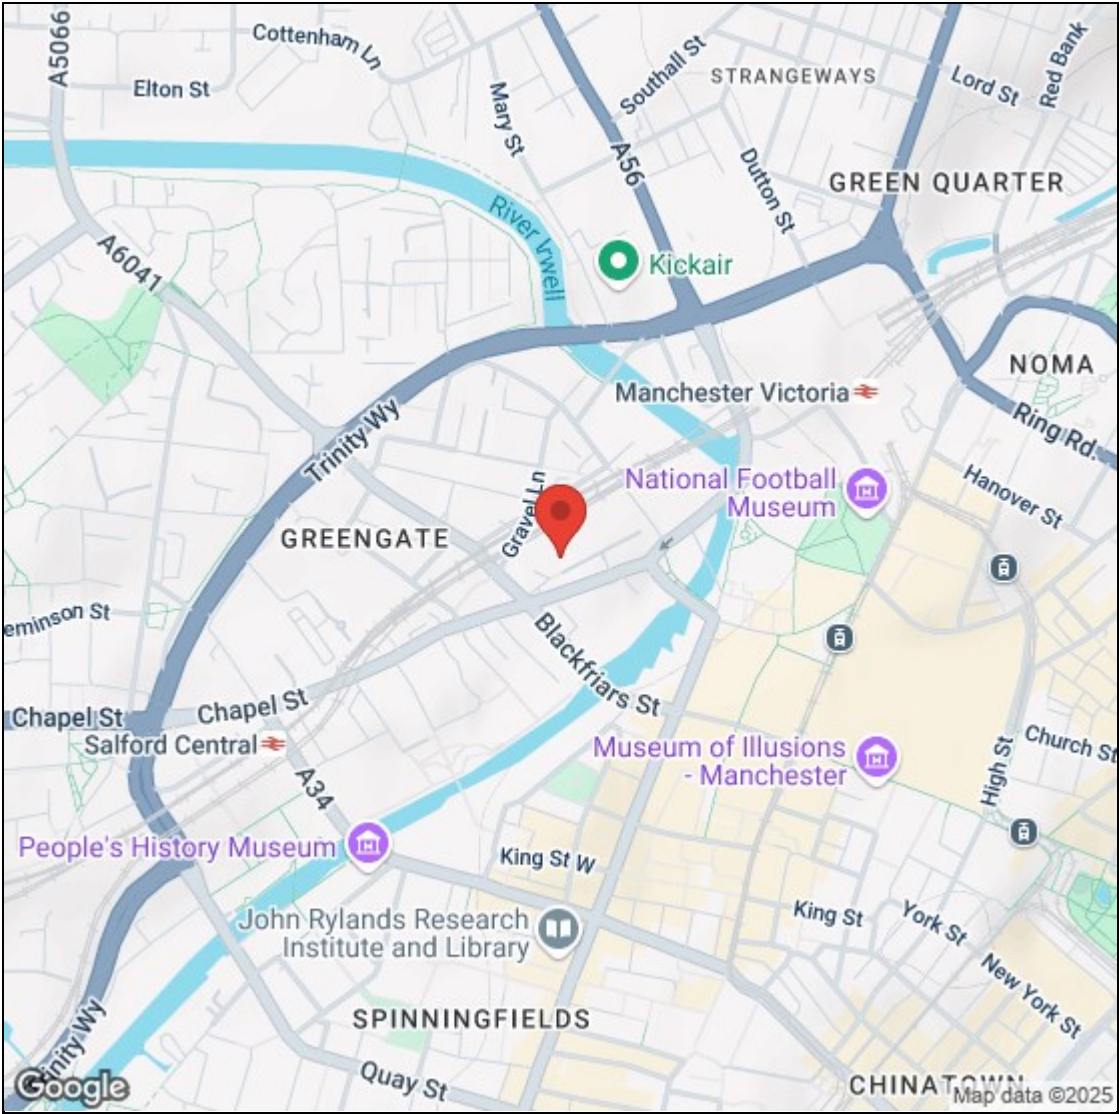 A5066
Cottenham Ln
Elton St
Mary St
Southall St
STRANGEWAYS
Lord St
Red Bank
A56
Dutton St
GREEN QUARTER
River Irwell
Kickair
A6041
NOMA
Manchester Victoria
Ring Rd.
Trinity Wy
National Football
Museum
Hanover St
Gravel Ln
GREENGATE
eminson St
Blackfriars St
Chapel St
Chapel St
Salford Central
Museum of Illusions
- Manchester
High St
Church St
A34
People's History Museum
King St W
John Rylands Research
Institute and Library
King St
York St
New York St
SPINNINGFIELDS
Trinity Wy
Quay St
CHINATOWN
Google
Map data ©2025